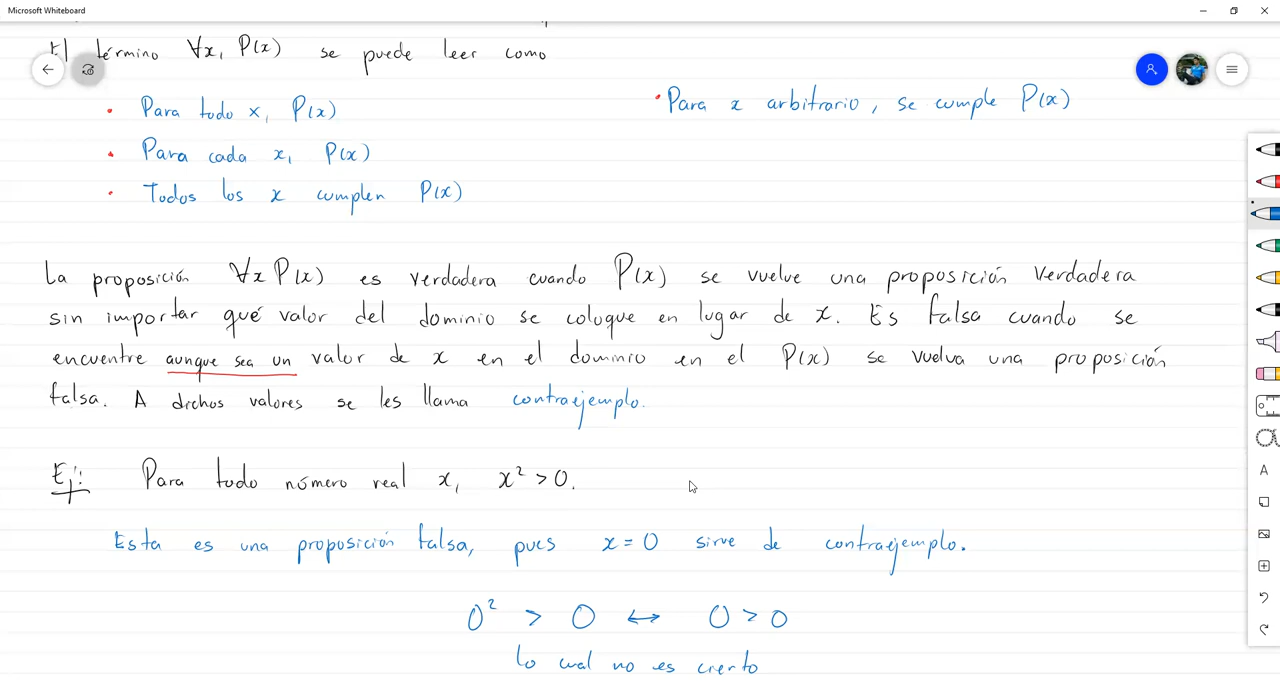 Microsoft Whiteboard
El término ∀x, P(x) se puede leer como
• Para todo x, P(x)
• Para cada x, P(x)
• Todos los x cumplen P(x)
• Para x arbitrario, se cumple P(x)
La proposición ∀x P(x) es verdadera cuando P(x) se vuelve una proposición verdadera
sin importar qué valor del dominio se coloque en lugar de x. Es falsa cuando se
encuentre aunque sea un valor de x en el dominio en el P(x) se vuelva una proposición
falsa. A dichos valores se les llama contraejemplo.
Ej: Para todo número real x, x² > 0.
Esta es una proposición falsa, pues x = 0 sirve de contraejemplo.
0² > 0 ↔ 0 > 0
lo cual no es cierto
A